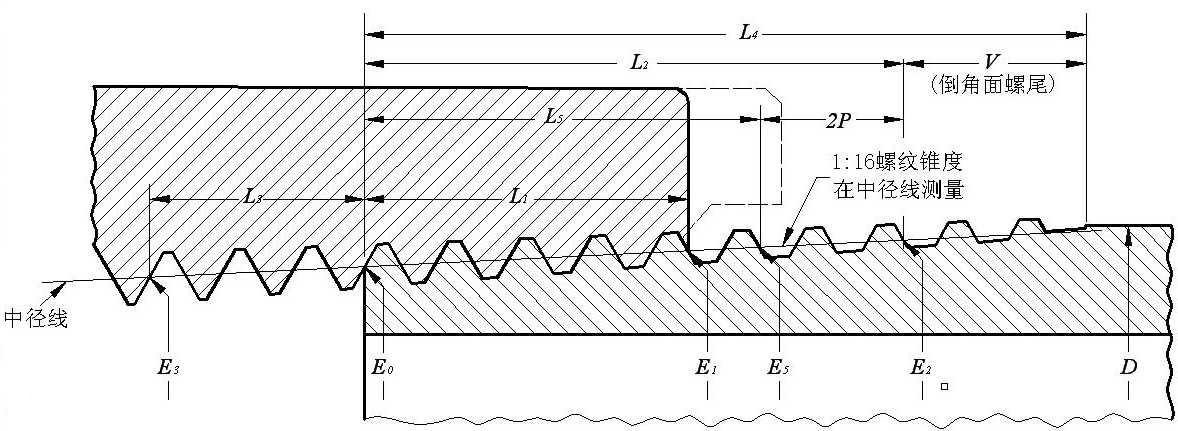 L4
L2
V
(倒角面螺尾)
L5
2P
1:16螺纹锥度
在中径线测量
L3
L1
中径线
E3
E0
E1
E5
E2
D